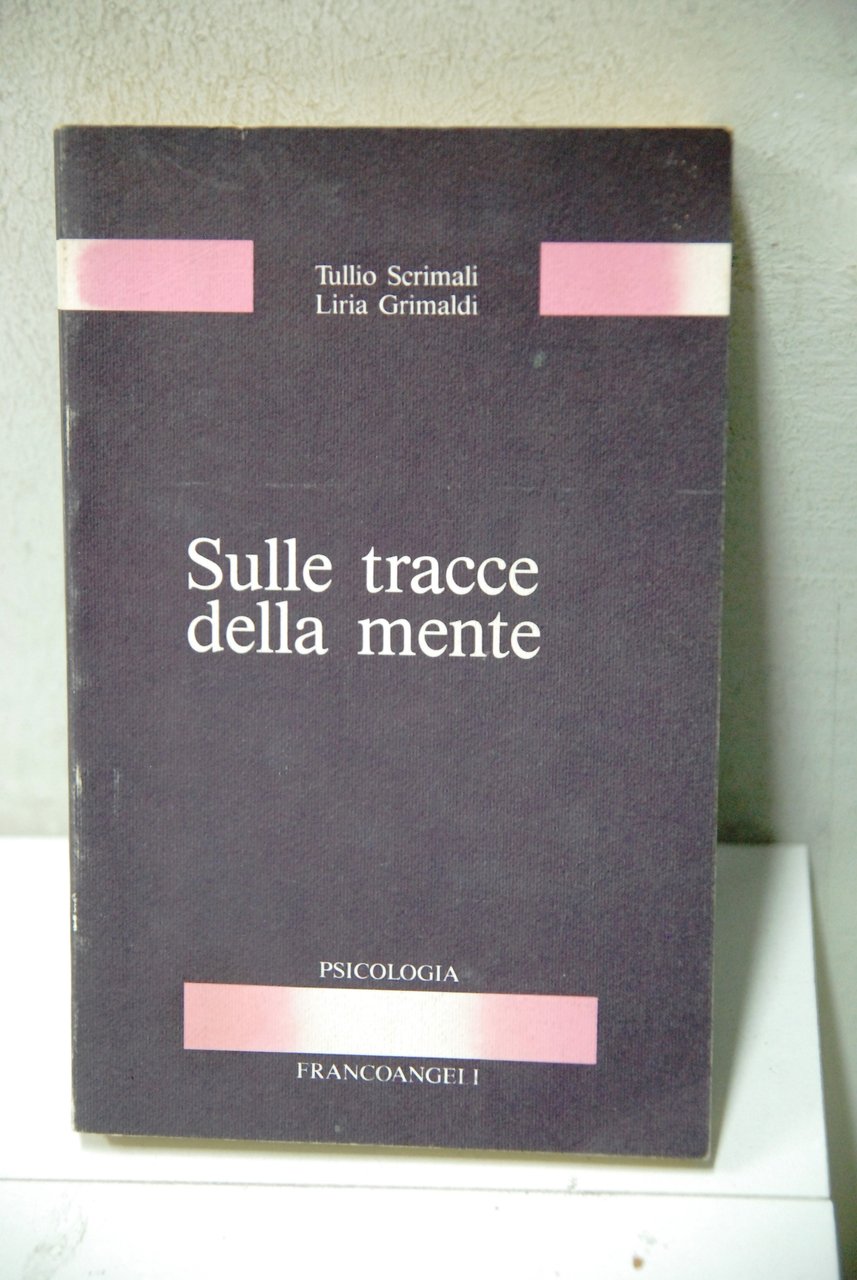 Tullio Scrimali
Liria Grimaldi
Sulle tracce
della mente
PSICOLOGIA
FRANCOANGELI